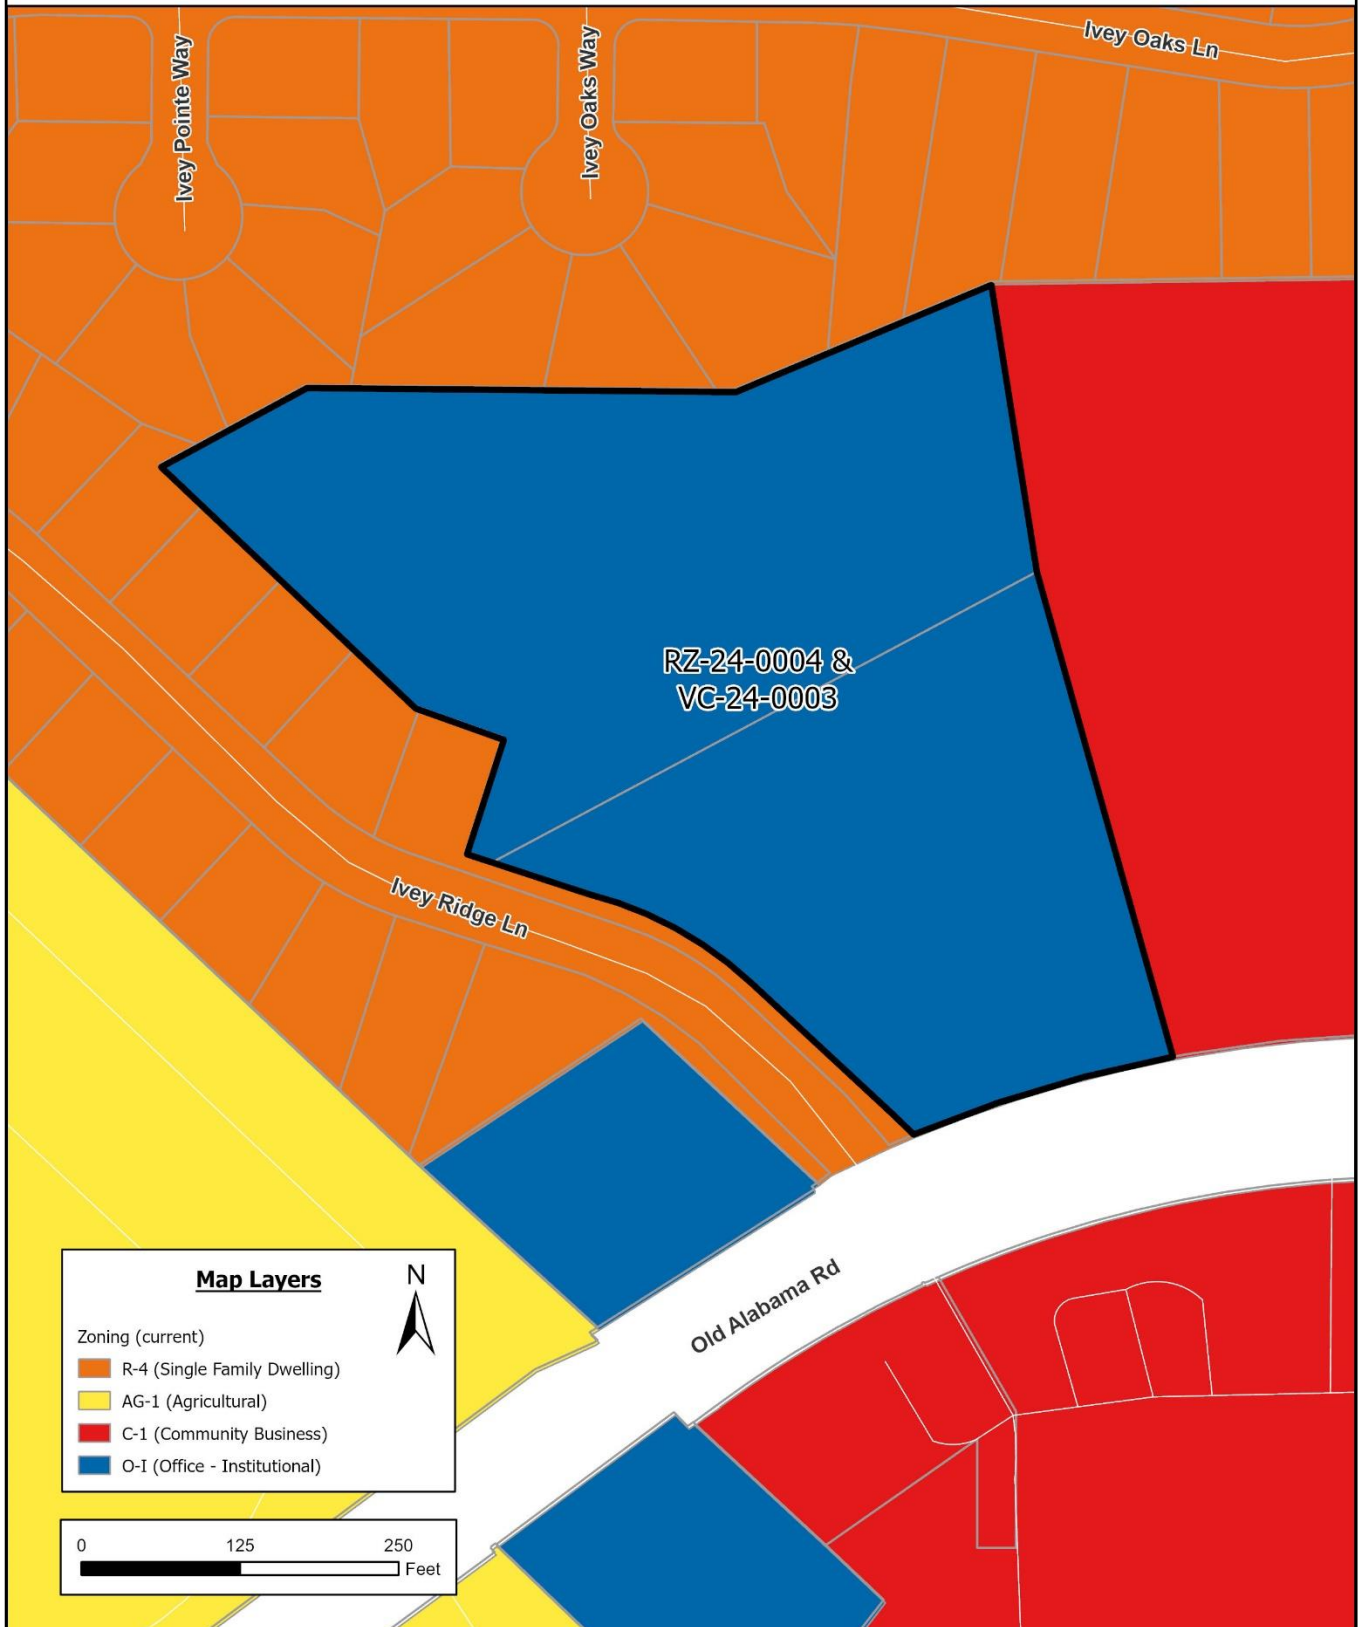 Ivey Oaks Ln
Ivey Pointe Way
Ivey Oaks Way
RZ-24-0004 &
VC-24-0003
Ivey Ridge Ln
Old Alabama Rd
Map Layers
N
Zoning (current)
R-4 (Single Family Dwelling)
AG-1 (Agricultural)
C-1 (Community Business)
O-I (Office - Institutional)
0 125 250
Feet